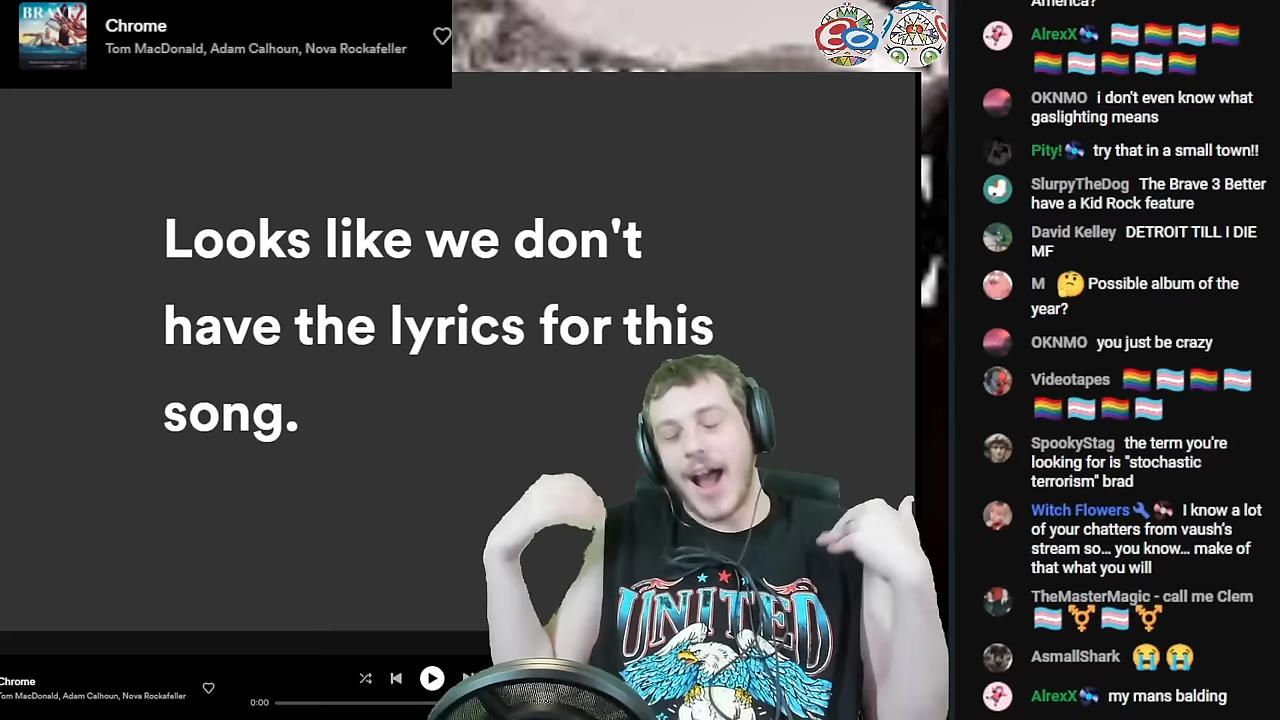 BRAVE2
Chrome
Tom MacDonald, Adam Calhoun, Nova Rockafeller
Looks like we don't
have the lyrics for this
song.
UNITED
Chrome
Tom MacDonald, Adam Calhoun, Nova Rockafeller
0:00
America?
AlrexX 🏳️‍⚧️🏳️‍🌈🏳️‍⚧️🏳️‍🌈
🏳️‍🌈🏳️‍⚧️🏳️‍🌈🏳️‍⚧️🏳️‍🌈
OKNMO i don't even know what
gaslighting means
Pity! try that in a small town!!
SlurpyTheDog The Brave 3 Better
have a Kid Rock feature
David Kelley DETROIT TILL I DIE
MF
M 🤔 Possible album of the
year?
OKNMO you just be crazy
Videotapes 🏳️‍🌈🏳️‍⚧️🏳️‍🌈🏳️‍⚧️
🏳️‍🌈🏳️‍⚧️🏳️‍🌈🏳️‍⚧️
SpookyStag the term you're
looking for is "stochastic
terrorism" brad
Witch Flowers I know a lot
of your chatters from vaush's
stream so... you know... make of
that what you will
TheMasterMagic - call me Clem
🏳️‍⚧️⚧️🏳️‍⚧️⚧️
AsmallShark 😭😭
AlrexX my mans balding